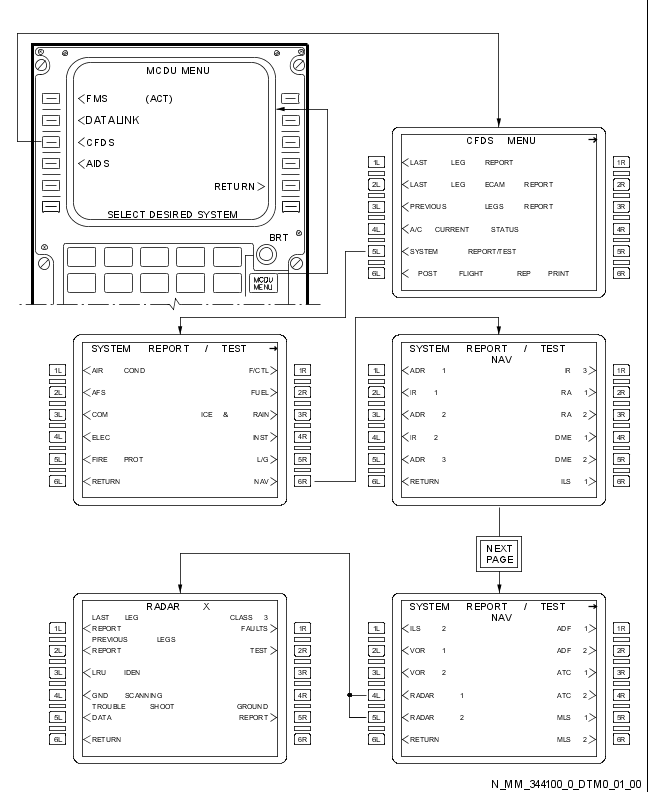 MCDU MENU
<FMS (ACT)
<DATALINK
<CFDS
<AIDS
RETURN>
SELECT DESIRED SYSTEM
BRT
MCDU
MENU
CFDS MENU →
1L <LAST LEG REPORT 1R
2L <LAST LEG ECAM REPORT 2R
3L <PREVIOUS LEGS REPORT 3R
4L <A/C CURRENT STATUS 4R
5L <SYSTEM REPORT/TEST 5R
6L <POST FLIGHT REP PRINT 6R
SYSTEM REPORT / TEST →
1L <AIR COND F/CTL> 1R
2L <AFS FUEL> 2R
3L <COM ICE & RAIN> 3R
4L <ELEC INST> 4R
5L <FIRE PROT L/G> 5R
6L <RETURN NAV> 6R
SYSTEM REPORT / TEST →
NAV
1L <ADR 1 IR 3> 1R
2L <IR 1 RA 1> 2R
3L <ADR 2 RA 2> 3R
4L <IR 2 DME 1> 4R
5L <ADR 3 DME 2> 5R
6L <RETURN ILS 1> 6R
NEXT
PAGE
RADAR X
LAST LEG CLASS 3
1L <REPORT FAULTS> 1R
PREVIOUS LEGS
2L <REPORT TEST> 2R
3L <LRU IDEN 3R
4L <GND SCANNING 4R
TROUBLE SHOOT GROUND
5L <DATA REPORT> 5R
6L <RETURN 6R
SYSTEM REPORT / TEST →
NAV
1L <ILS 2 ADF 1> 1R
2L <VOR 1 ADF 2> 2R
3L <VOR 2 ATC 1> 3R
4L <RADAR 1 ATC 2> 4R
5L <RADAR 2 MLS 1> 5R
6L <RETURN MLS 2> 6R
N_MM_344100_0_DTM0_01_00